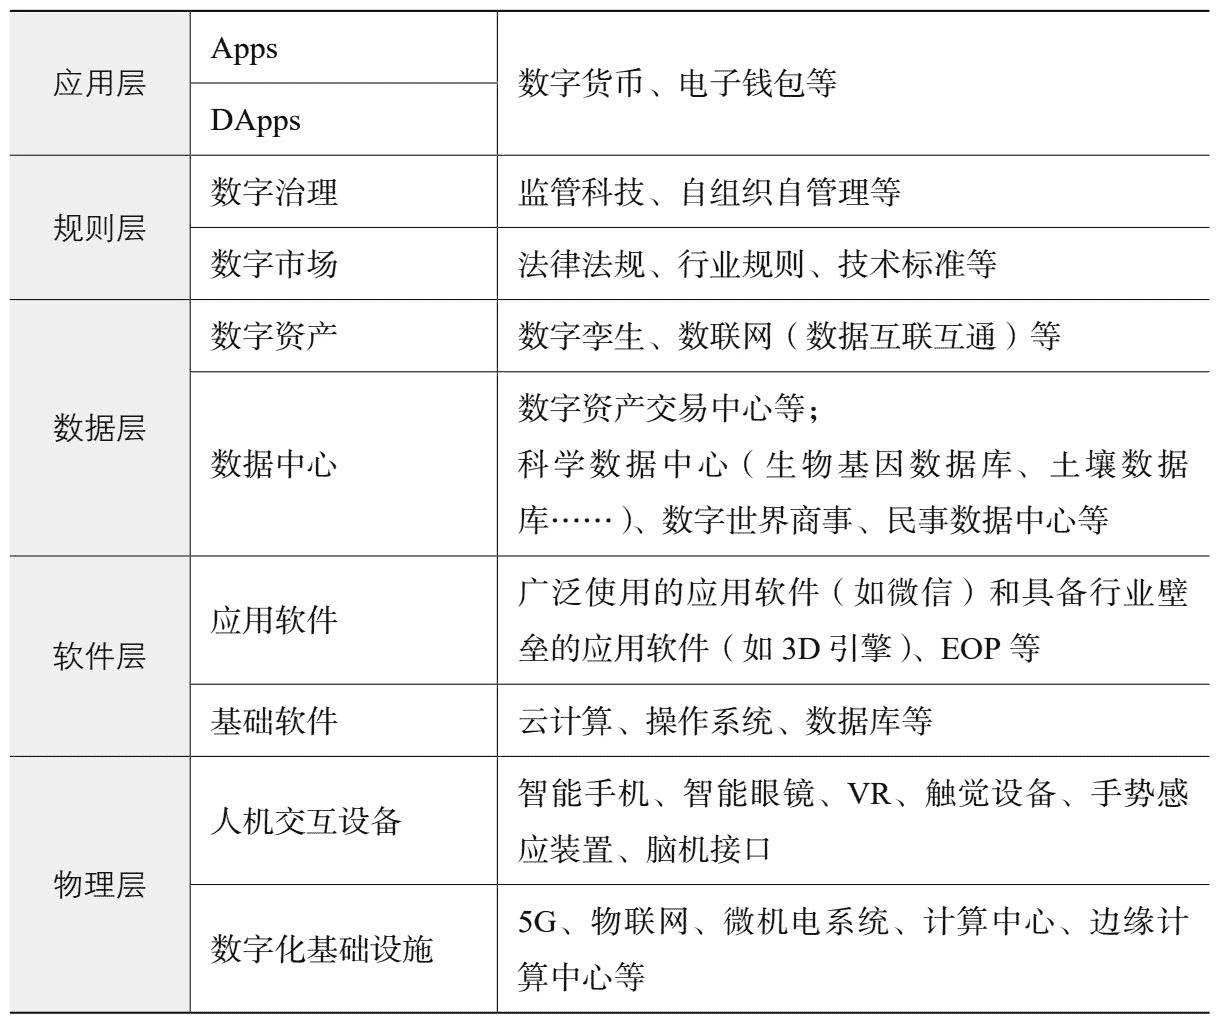 应用层
Apps
DApps
数字货币、电子钱包等
规则层
数字治理
监管科技、自组织自管理等
数字市场
法律法规、行业规则、技术标准等
数据层
数字资产
数字孪生、数联网（数据互联互通）等
数据中心
数字资产交易中心等；
科学数据中心（生物基因数据库、土壤数据
库……）、数字世界商事、民事数据中心等
软件层
应用软件
广泛使用的应用软件（如微信）和具备行业壁
垒的应用软件（如 3D 引擎）、EOP 等
基础软件
云计算、操作系统、数据库等
物理层
人机交互设备
智能手机、智能眼镜、VR、触觉设备、手势感
应装置、脑机接口
数字化基础设施
5G、物联网、微机电系统、计算中心、边缘计
算中心等